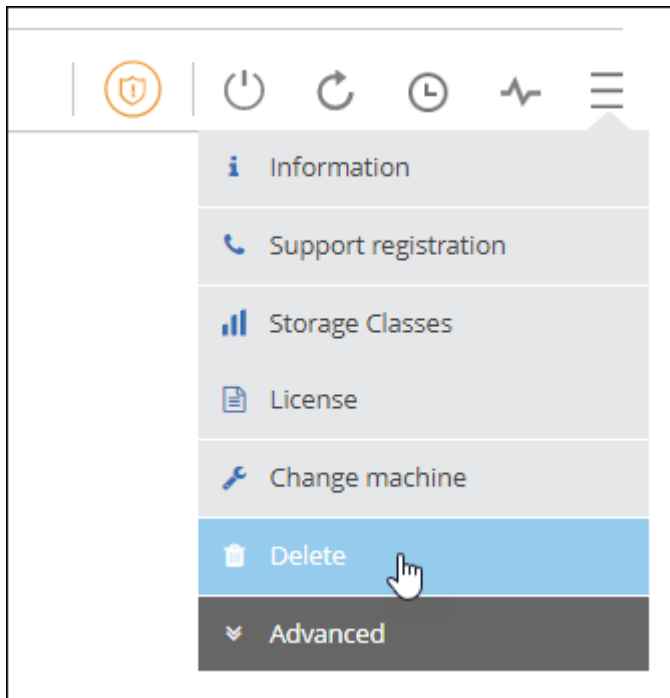 Information
Support registration
Storage Classes
License
Change machine
Delete
Advanced